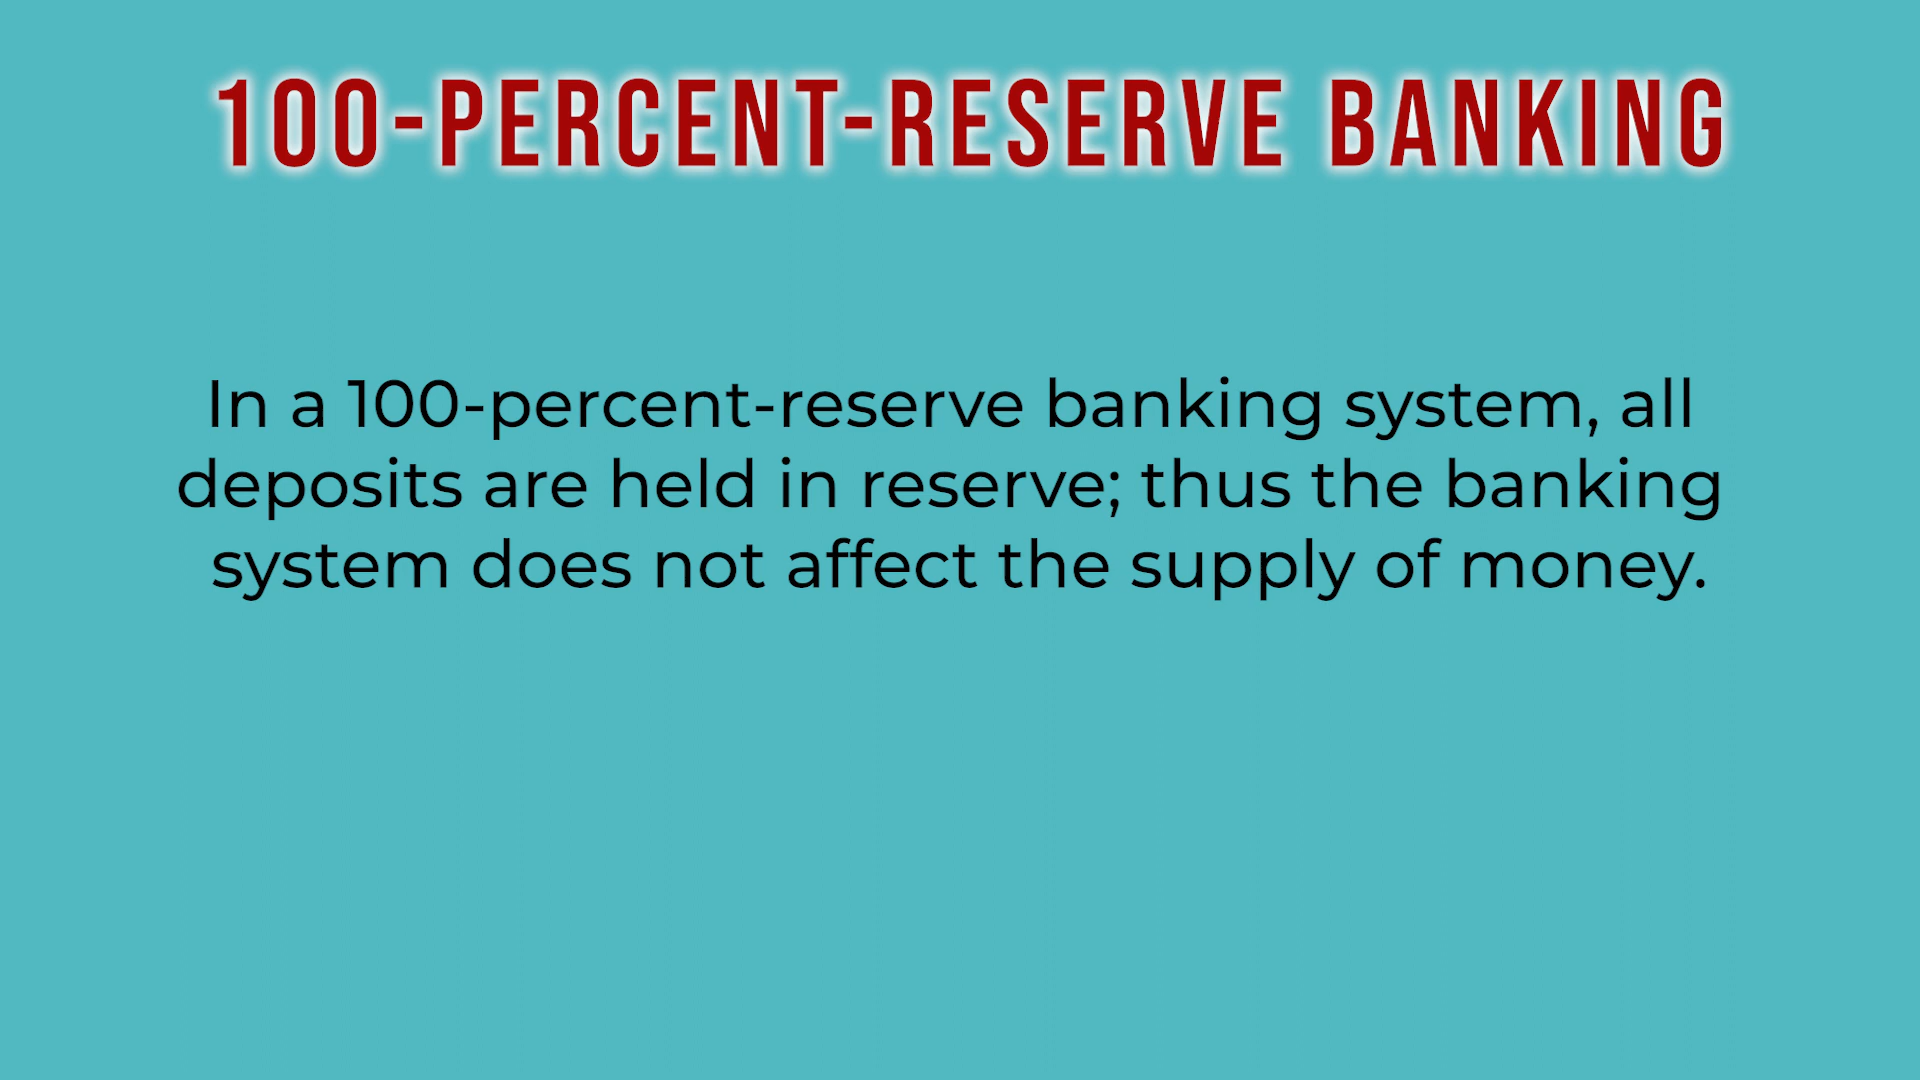 100-PERCENT-RESERVE BANKING
In a 100-percent-reserve banking system, all
deposits are held in reserve; thus the banking
system does not affect the supply of money.